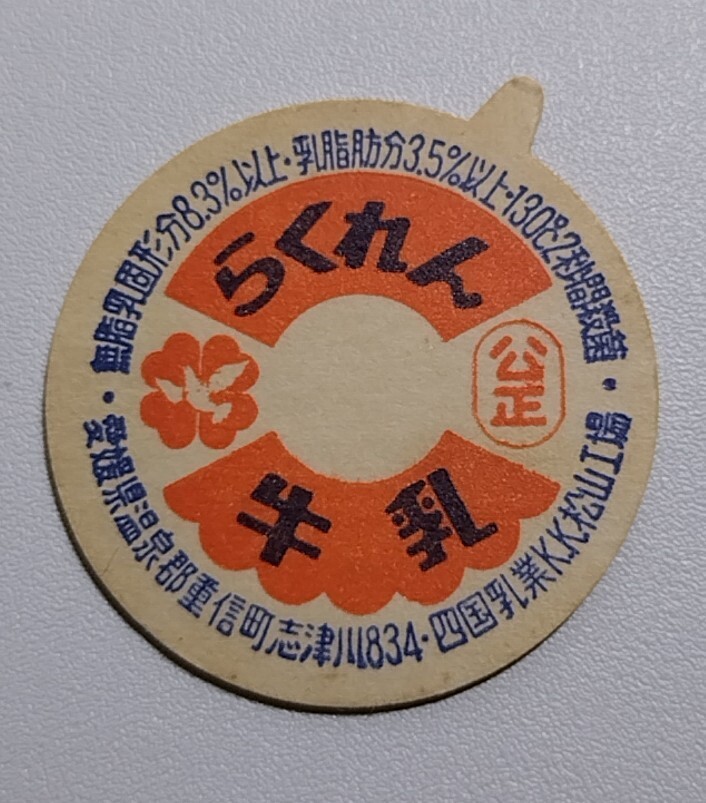 無脂乳固形分8.3%以上・乳脂肪分3.5%以上・130℃2秒間殺菌・
らくれん
公正
牛乳
愛媛県温泉郡重信町志津川834・四国乳業KK松山工場・